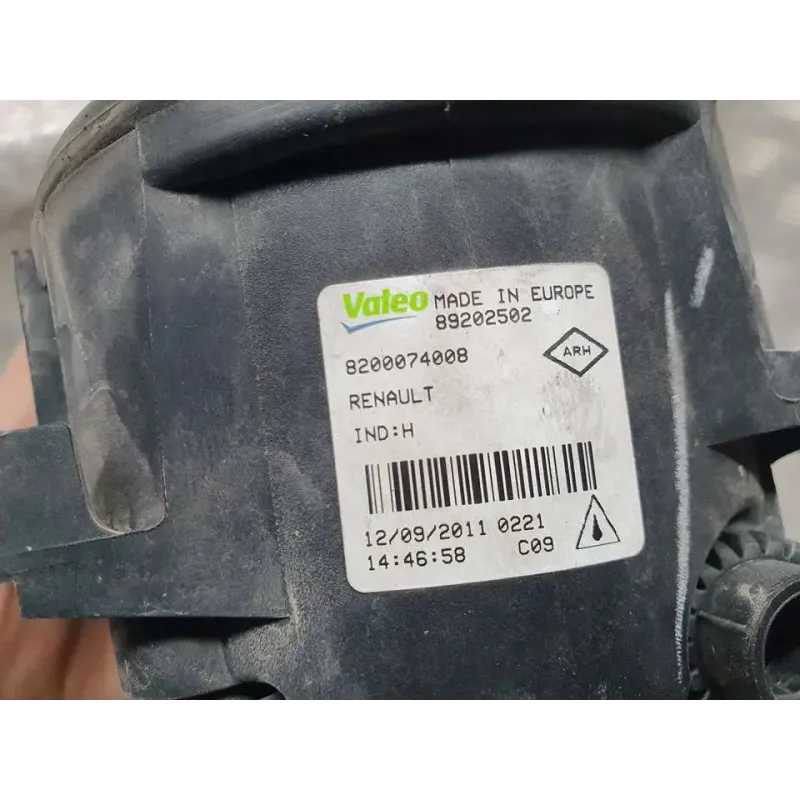 Valeo MADE IN EUROPE
89202502
8200074008
ARH
RENAULT
IND:H
12/09/2011 0221
14:46:58 C09